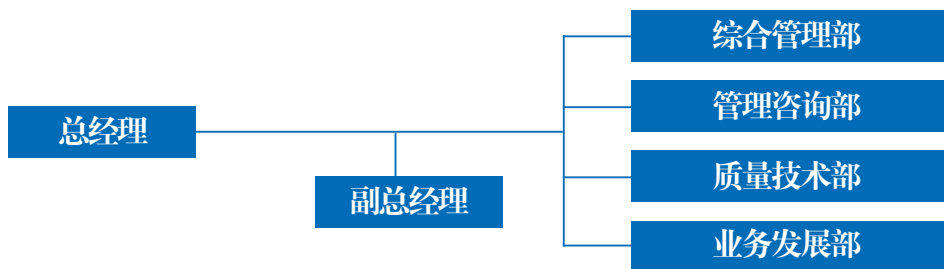 总经理
副总经理
综合管理部
管理咨询部
质量技术部
业务发展部